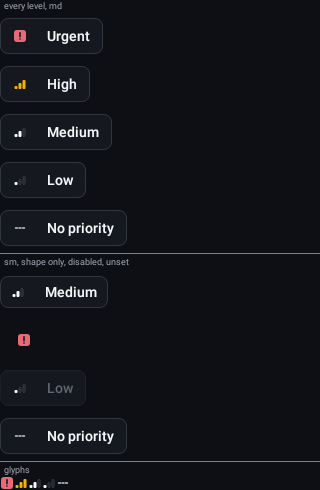 every level, md
Urgent
High
Medium
Low
No priority
sm, shape only, disabled, unset
Medium
Low
No priority
glyphs